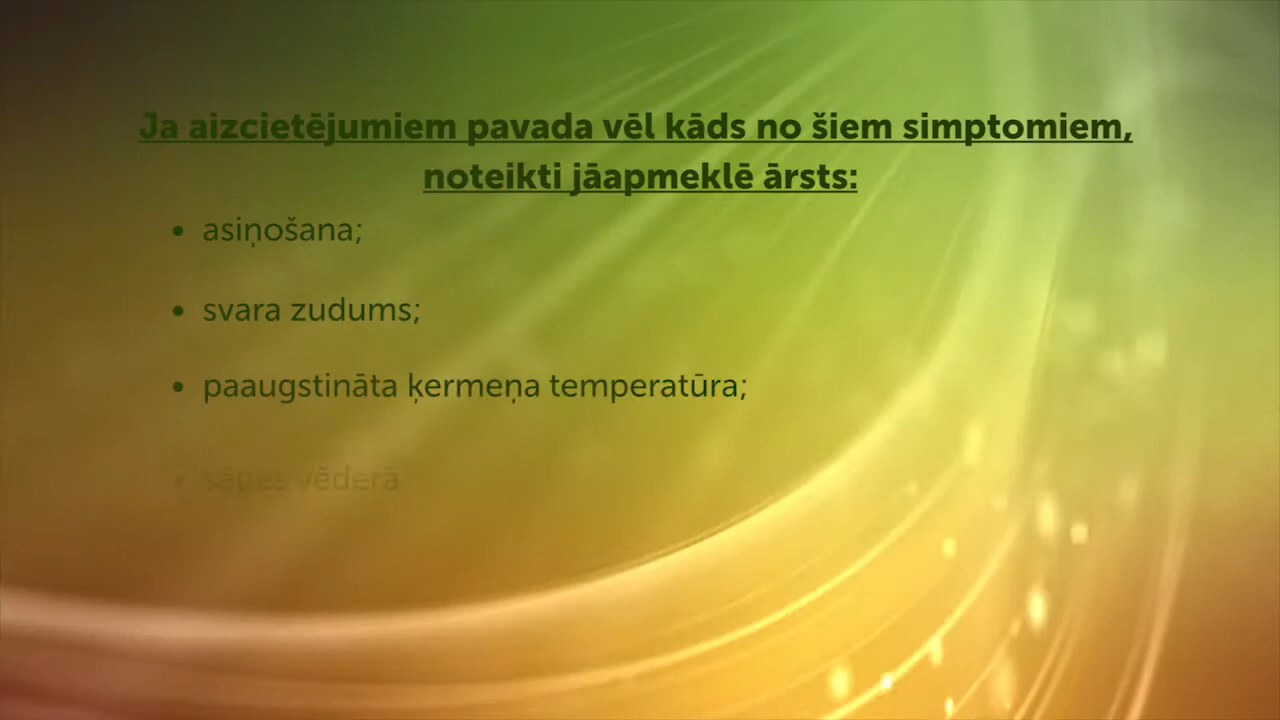 Ja aizcietējumiem pavada vēl kāds no šiem simptomiem,
noteikti jāapmeklē ārsts:
• asiņošana;
• svara zudums;
• paaugstināta ķermeņa temperatūra;
• sāpes vēderā